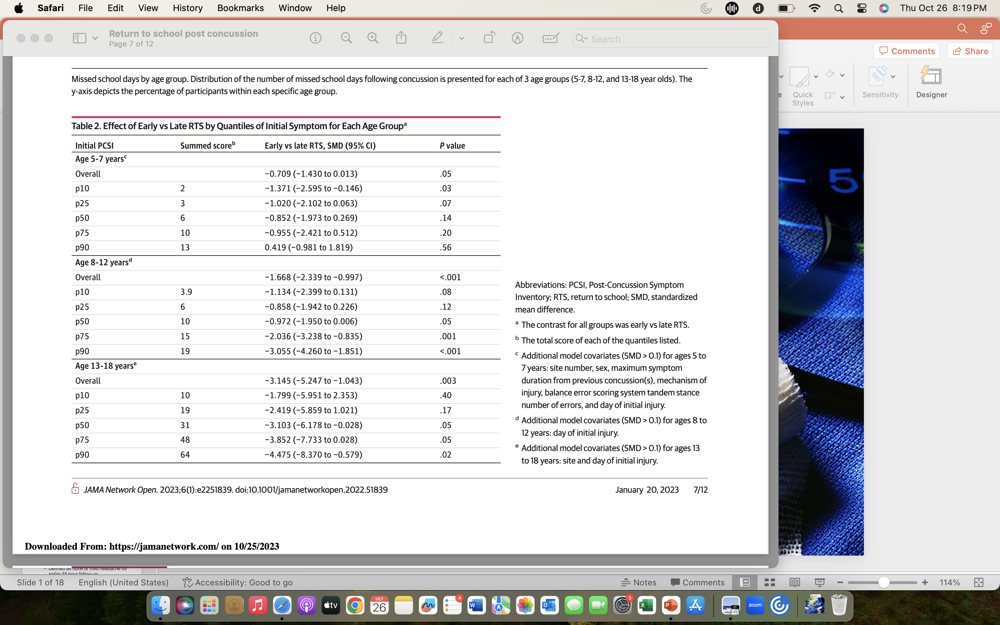 Safari File Edit View History Bookmarks Window Help
Thu Oct 26 8:19 PM
Return to school post concussion
Page 7 of 12
Search
Comments
Share
Quick
Styles
Sensitivity
Designer
Missed school days by age group. Distribution of the number of missed school days following concussion is presented for each of 3 age groups (5-7, 8-12, and 13-18 year olds). The
y-axis depicts the percentage of participants within each specific age group.
Table 2. Effect of Early vs Late RTS by Quantiles of Initial Symptom for Each Age Groupᵃ
Initial PCSI Summed scoreᵇ Early vs late RTS, SMD (95% CI) P value
Age 5-7 yearsᶜ
Overall −0.709 (−1.430 to 0.013) .05
p10 2 −1.371 (−2.595 to −0.146) .03
p25 3 −1.020 (−2.102 to 0.063) .07
p50 6 −0.852 (−1.973 to 0.269) .14
p75 10 −0.955 (−2.421 to 0.512) .20
p90 13 0.419 (−0.981 to 1.819) .56
Age 8-12 yearsᵈ
Overall −1.668 (−2.339 to −0.997) <.001
p10 3.9 −1.134 (−2.399 to 0.131) .08
p25 6 −0.858 (−1.942 to 0.226) .12
p50 10 −0.972 (−1.950 to 0.006) .05
p75 15 −2.036 (−3.238 to −0.835) .001
p90 19 −3.055 (−4.260 to −1.851) <.001
Age 13-18 yearsᵉ
Overall −3.145 (−5.247 to −1.043) .003
p10 10 −1.799 (−5.951 to 2.353) .40
p25 19 −2.419 (−5.859 to 1.021) .17
p50 31 −3.103 (−6.178 to −0.028) .05
p75 48 −3.852 (−7.733 to 0.028) .05
p90 64 −4.475 (−8.370 to −0.579) .02
Abbreviations: PCSI, Post-Concussion Symptom
Inventory; RTS, return to school; SMD, standardized
mean difference.
ᵃ The contrast for all groups was early vs late RTS.
ᵇ The total score of each of the quantiles listed.
ᶜ Additional model covariates (SMD > 0.1) for ages 5 to
7 years: site number, sex, maximum symptom
duration from previous concussion(s), mechanism of
injury, balance error scoring system tandem stance
number of errors, and day of initial injury.
ᵈ Additional model covariates (SMD > 0.1) for ages 8 to
12 years: day of initial injury.
ᵉ Additional model covariates (SMD > 0.1) for ages 13
to 18 years: site and day of initial injury.
JAMA Network Open. 2023;6(1):e2251839. doi:10.1001/jamanetworkopen.2022.51839
January 20, 2023 7/12
Downloaded From: https://jamanetwork.com/ on 10/25/2023
5
Slide 1 of 18 English (United States) Accessibility: Good to go
Notes Comments 114%
tv
OCT
26
4
3
zoom